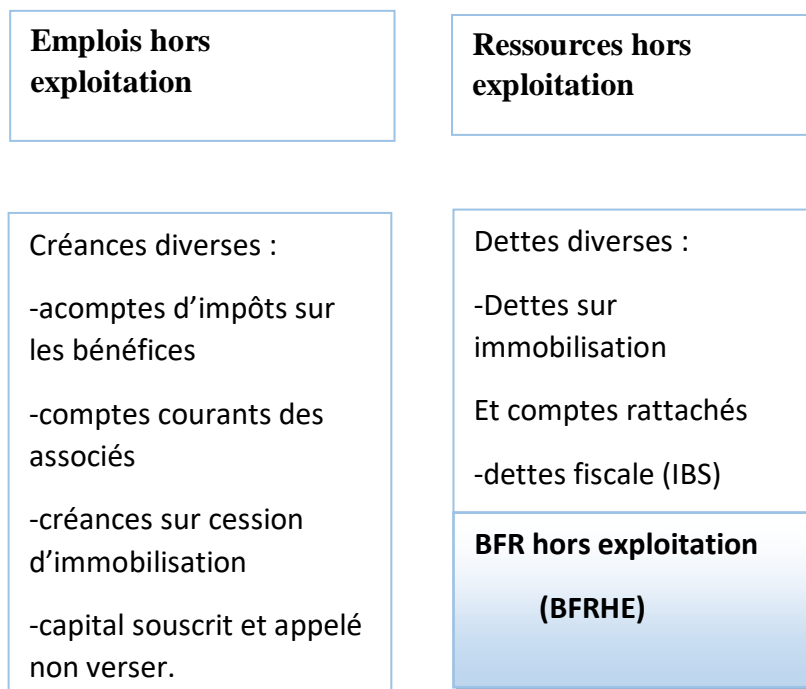 Emplois hors
exploitation
Ressources hors
exploitation
Créances diverses :
-acomptes d’impôts sur
les bénéfices
-comptes courants des
associés
-créances sur cession
d’immobilisation
-capital souscrit et appelé
non verser.
Dettes diverses :
-Dettes sur
immobilisation
Et comptes rattachés
-dettes fiscale (IBS)
BFR hors exploitation
(BFRHE)